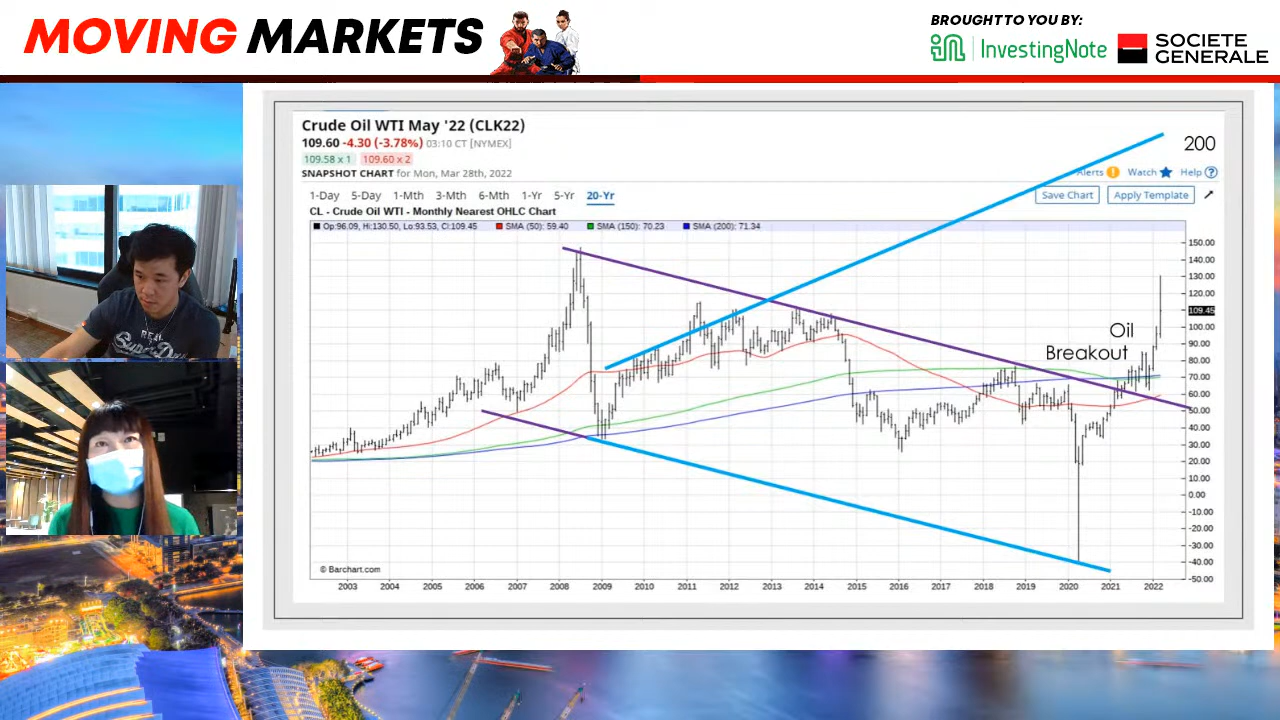 MOVING MARKETS
BROUGHT TO YOU BY:
InvestingNote
SOCIETE
GENERALE
Crude Oil WTI May '22 (CLK22)
109.60 -4.30 (-3.78%) 03:10 CT [NYMEX]
109.58 x 1 109.60 x 2
SNAPSHOT CHART for Mon, Mar 28th, 2022
200
Alerts Watch Help
1-Day 5-Day 1-Mth 3-Mth 6-Mth 1-Yr 5-Yr 20-Yr
Save Chart Apply Template
CL - Crude Oil WTI - Monthly Nearest OHLC Chart
Op:96.09, Hi:130.50, Lo:93.53, Cl:109.45 SMA (50): 59.40 SMA (150): 70.23 SMA (200): 71.34
150.00
140.00
130.00
120.00
109.45
100.00
90.00
80.00
70.00
60.00
50.00
40.00
30.00
20.00
10.00
0.00
-10.00
-20.00
-30.00
-40.00
-50.00
Oil
Breakout
© Barchart.com
2003 2004 2005 2006 2007 2008 2009 2010 2011 2012 2013 2014 2015 2016 2017 2018 2019 2020 2021 2022
REAL
Superdry